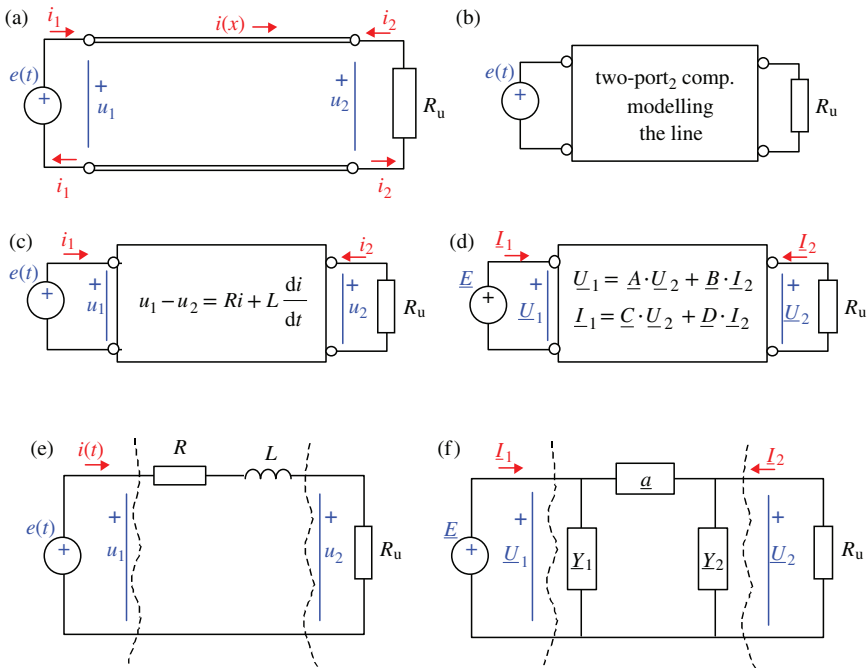 (a)
i1
i(x)
i2
e(t)
+
+
u1
+
u2
Ru
i1
i2
(b)
e(t)
+
two-port2 comp.
modelling
the line
Ru
(c)
i1
i2
e(t)
+
+
u1
u1 − u2 = Ri + L di/dt
+
u2
Ru
(d)
I1
I2
E
+
+
U1
U1 = A·U2 + B·I2
I1 = C·U2 + D·I2
+
U2
Ru
(e)
i(t)
R
L
e(t)
+
+
u1
+
u2
Ru
(f)
I1
a
I2
E
+
+
U1
Y1
Y2
+
U2
Ru